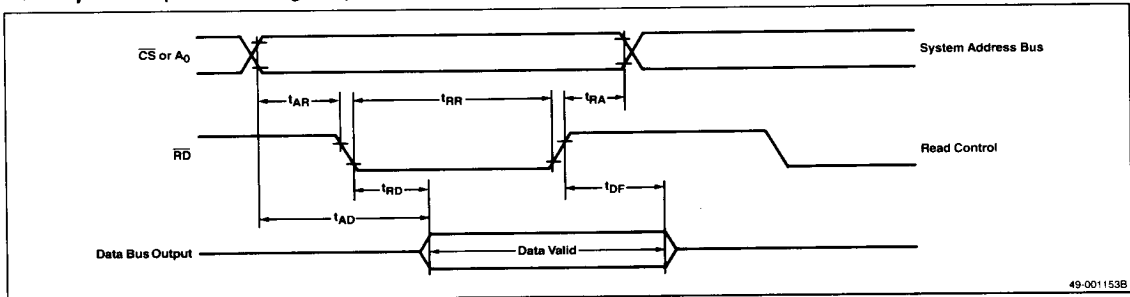 CS or A0
System Address Bus
tAR
tRR
tRA
RD
Read Control
tRD
tDF
tAD
Data Bus Output
Data Valid
49-001153B